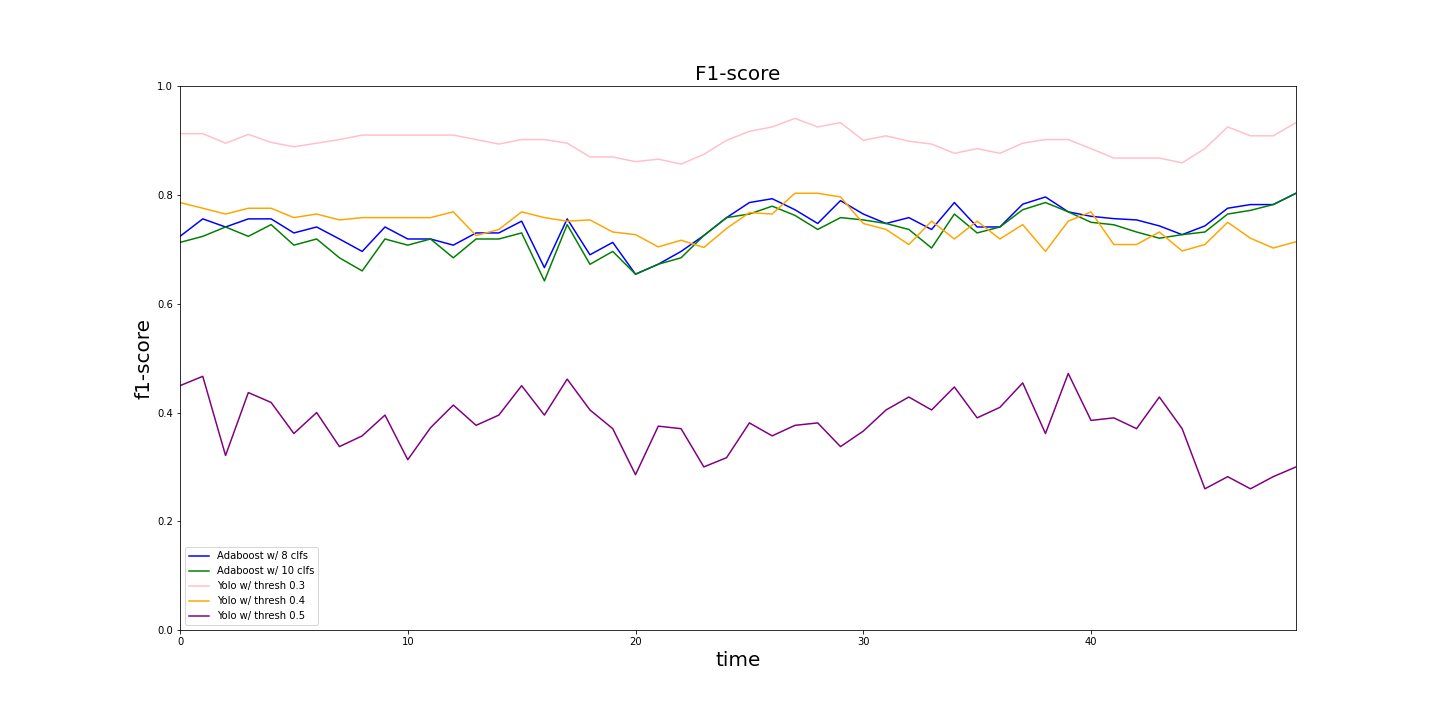 F1-score
1.0
0.8
0.6
0.4
0.2
0.0
f1-score
Adaboost w/ 8 clfs
Adaboost w/ 10 clfs
Yolo w/ thresh 0.3
Yolo w/ thresh 0.4
Yolo w/ thresh 0.5
0 10 20 30 40
time